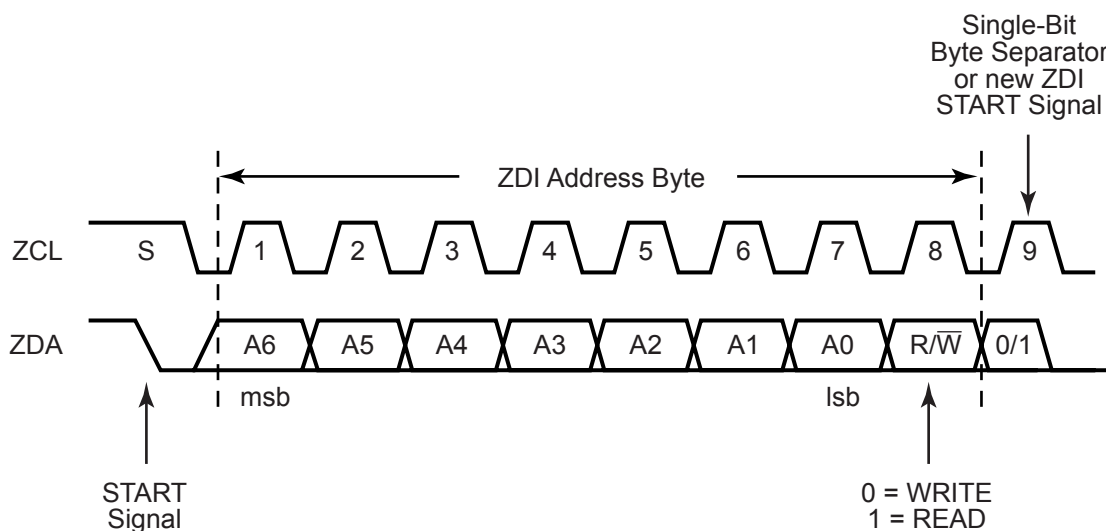 Single-Bit
Byte Separator
or new ZDI
START Signal
ZDI Address Byte
ZCL S 1 2 3 4 5 6 7 8 9
ZDA A6 A5 A4 A3 A2 A1 A0 R/W̅ 0/1
msb lsb
START
Signal
0 = WRITE
1 = READ